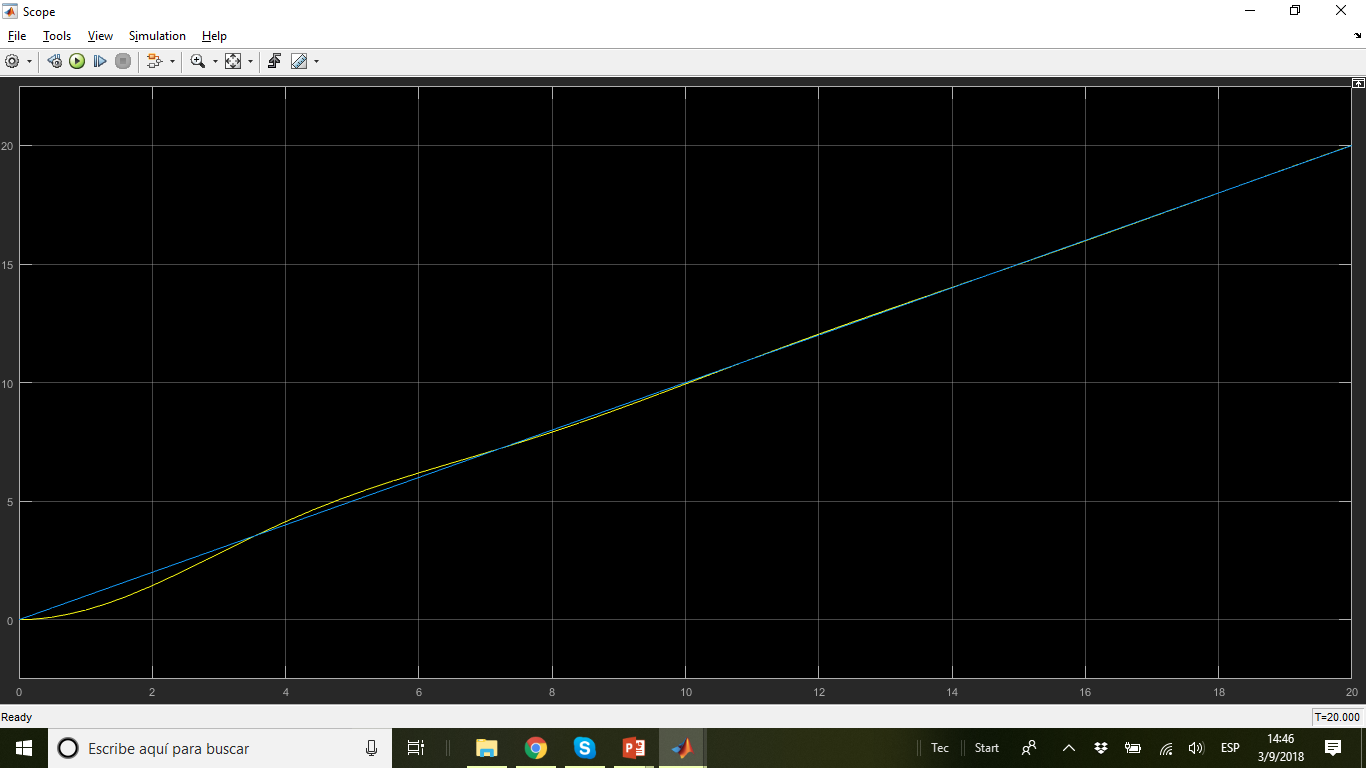 Scope
File Tools View Simulation Help
20
15
10
5
0
0 2 4 6 8 10 12 14 16 18 20
Ready T=20.000
Escribe aquí para buscar Tec Start ESP 14:46
3/9/2018